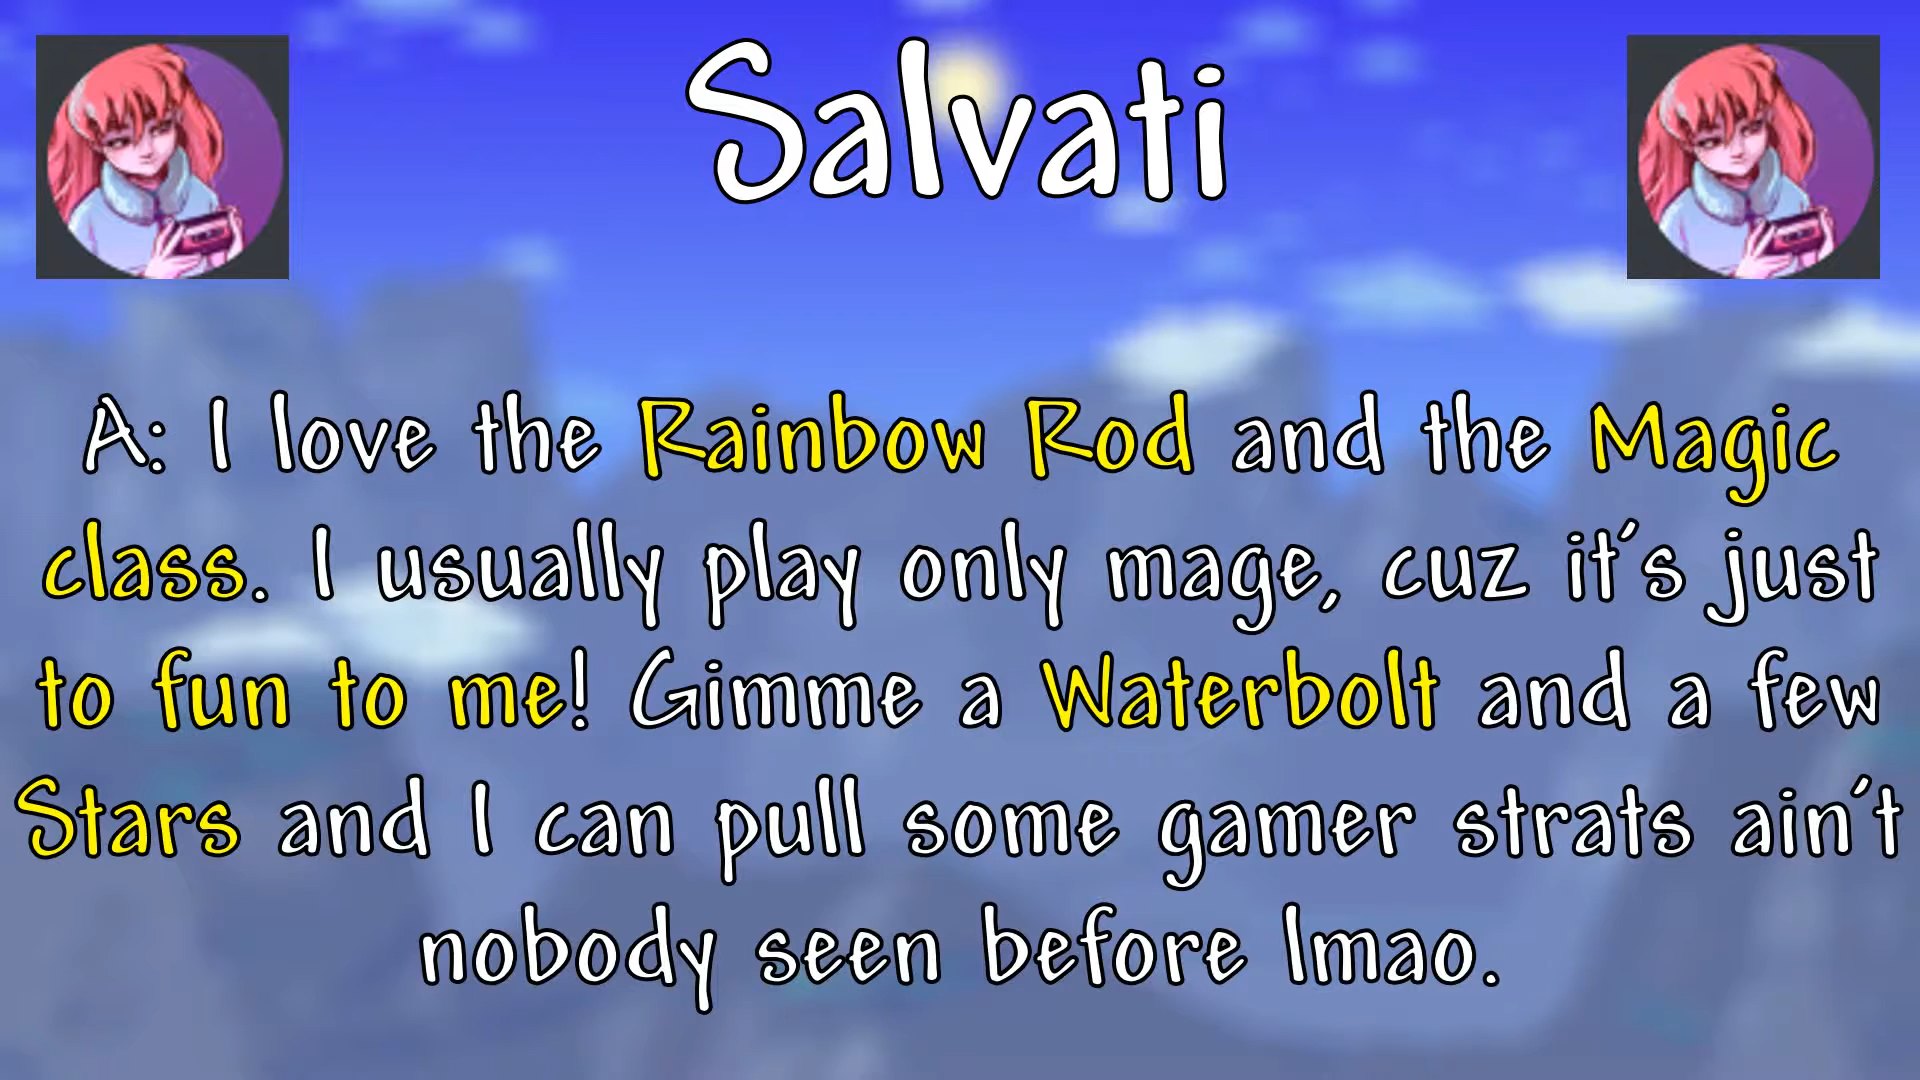 Salvati
A: I love the Rainbow Rod and the Magic
class. I usually play only mage, cuz it's just
to fun to me! Gimme a Waterbolt and a few
Stars and I can pull some gamer strats ain't
nobody seen before lmao.